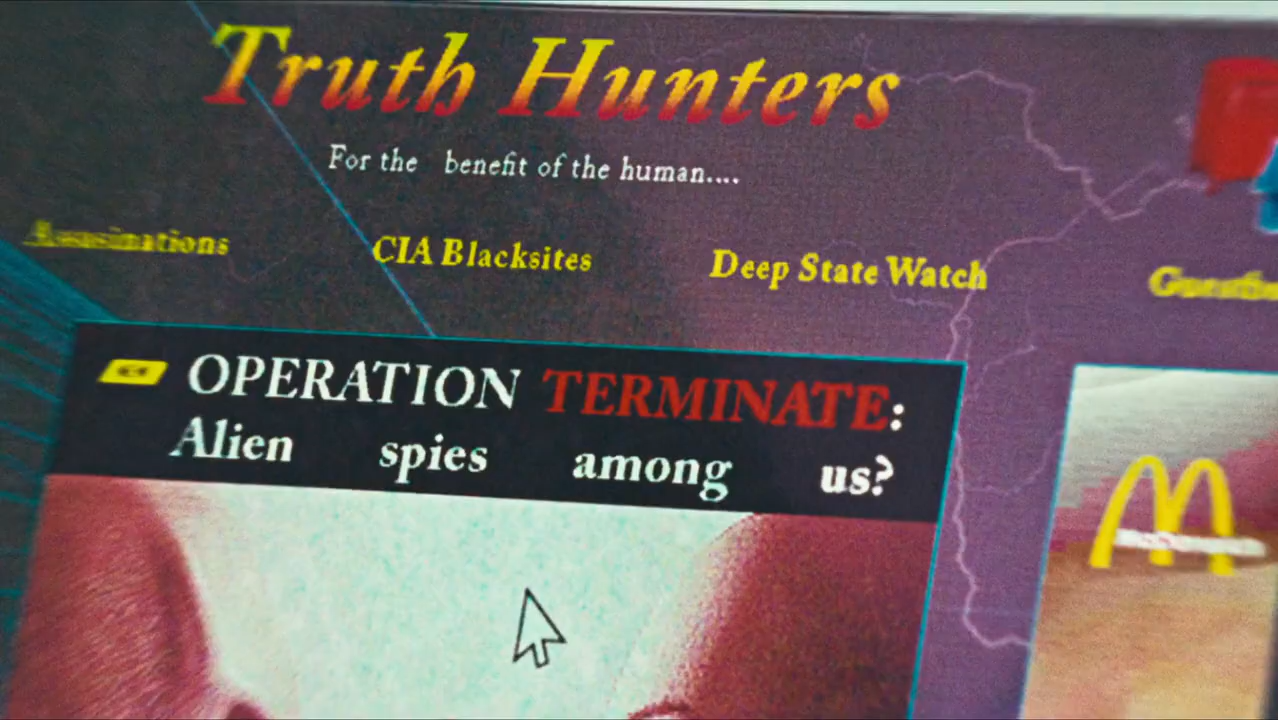 Truth Hunters
For the benefit of the human....
Assasinations
CIA Blacksites
Deep State Watch
OPERATION TERMINATE:
Alien spies among us?